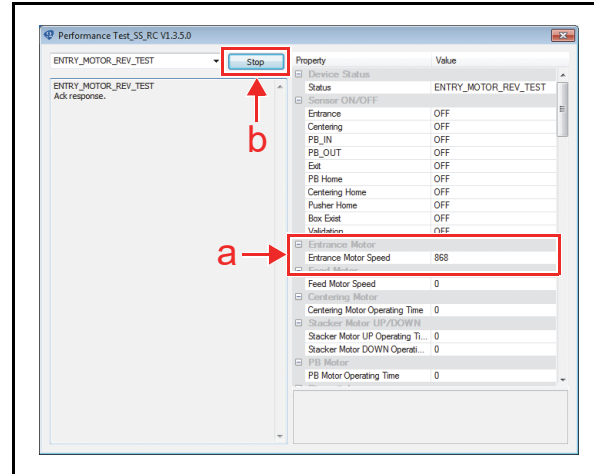 Performance Test_SS_RC V1.3.5.0
ENTRY_MOTOR_REV_TEST
Stop
ENTRY_MOTOR_REV_TEST
Ack response.
b
a
Property Value
Device Status
Status ENTRY_MOTOR_REV_TEST
Sensor ON/OFF
Entrance OFF
Centering OFF
PB_IN OFF
PB_OUT OFF
Exit OFF
PB Home OFF
Centering Home OFF
Pusher Home OFF
Box Exist OFF
Validation OFF
Entrance Motor
Entrance Motor Speed 868
Feed Motor
Feed Motor Speed 0
Centering Motor
Centering Motor Operating Time 0
Stacker Motor UP/DOWN
Stacker Motor UP Operating Ti... 0
Stacker Motor DOWN Operati... 0
PB Motor
PB Motor Operating Time 0